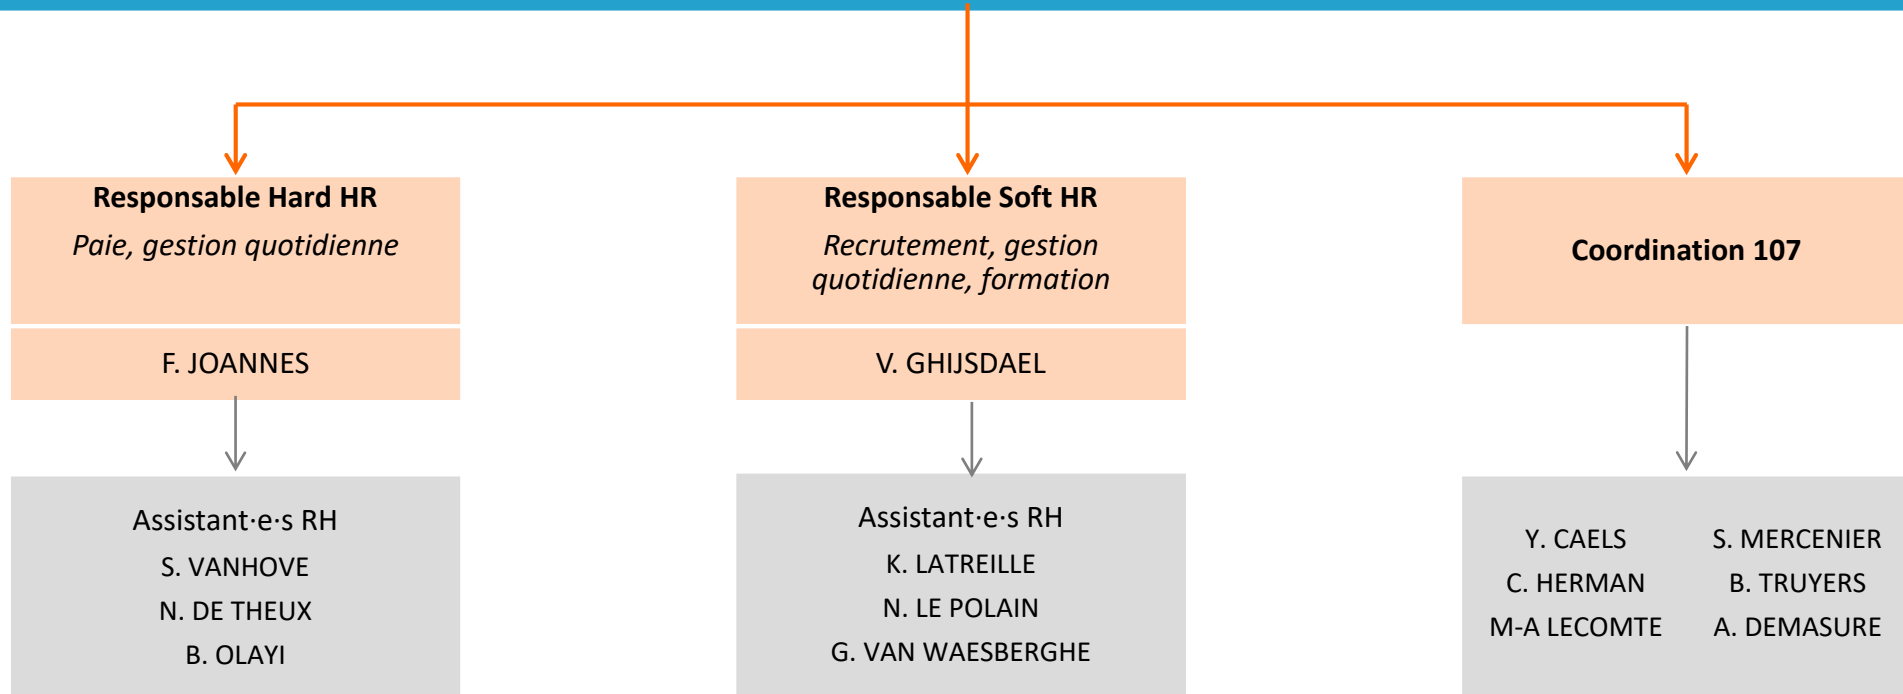 Responsable Hard HR
Paie, gestion quotidienne
F. JOANNES
Assistant·e·s RH
S. VANHOVE
N. DE THEUX
B. OLAYI
Responsable Soft HR
Recrutement, gestion
quotidienne, formation
V. GHIJSDAEL
Assistant·e·s RH
K. LATREILLE
N. LE POLAIN
G. VAN WAESBERGHE
Coordination 107
Y. CAELS
C. HERMAN
M-A LECOMTE
S. MERCENIER
B. TRUYERS
A. DEMASURE